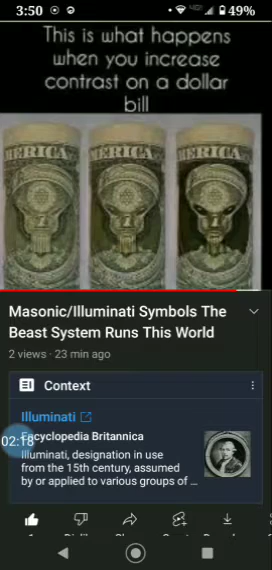 3:50
49%
This is what happens
when you increase
contrast on a dollar
bill
MERICA
MERICA
MERICA
Masonic/Illuminati Symbols The
Beast System Runs This World
2 views · 23 min ago
Context
Illuminati
02:18
Encyclopedia Britannica
Illuminati, designation in use
from the 15th century, assumed
by or applied to various groups of ...